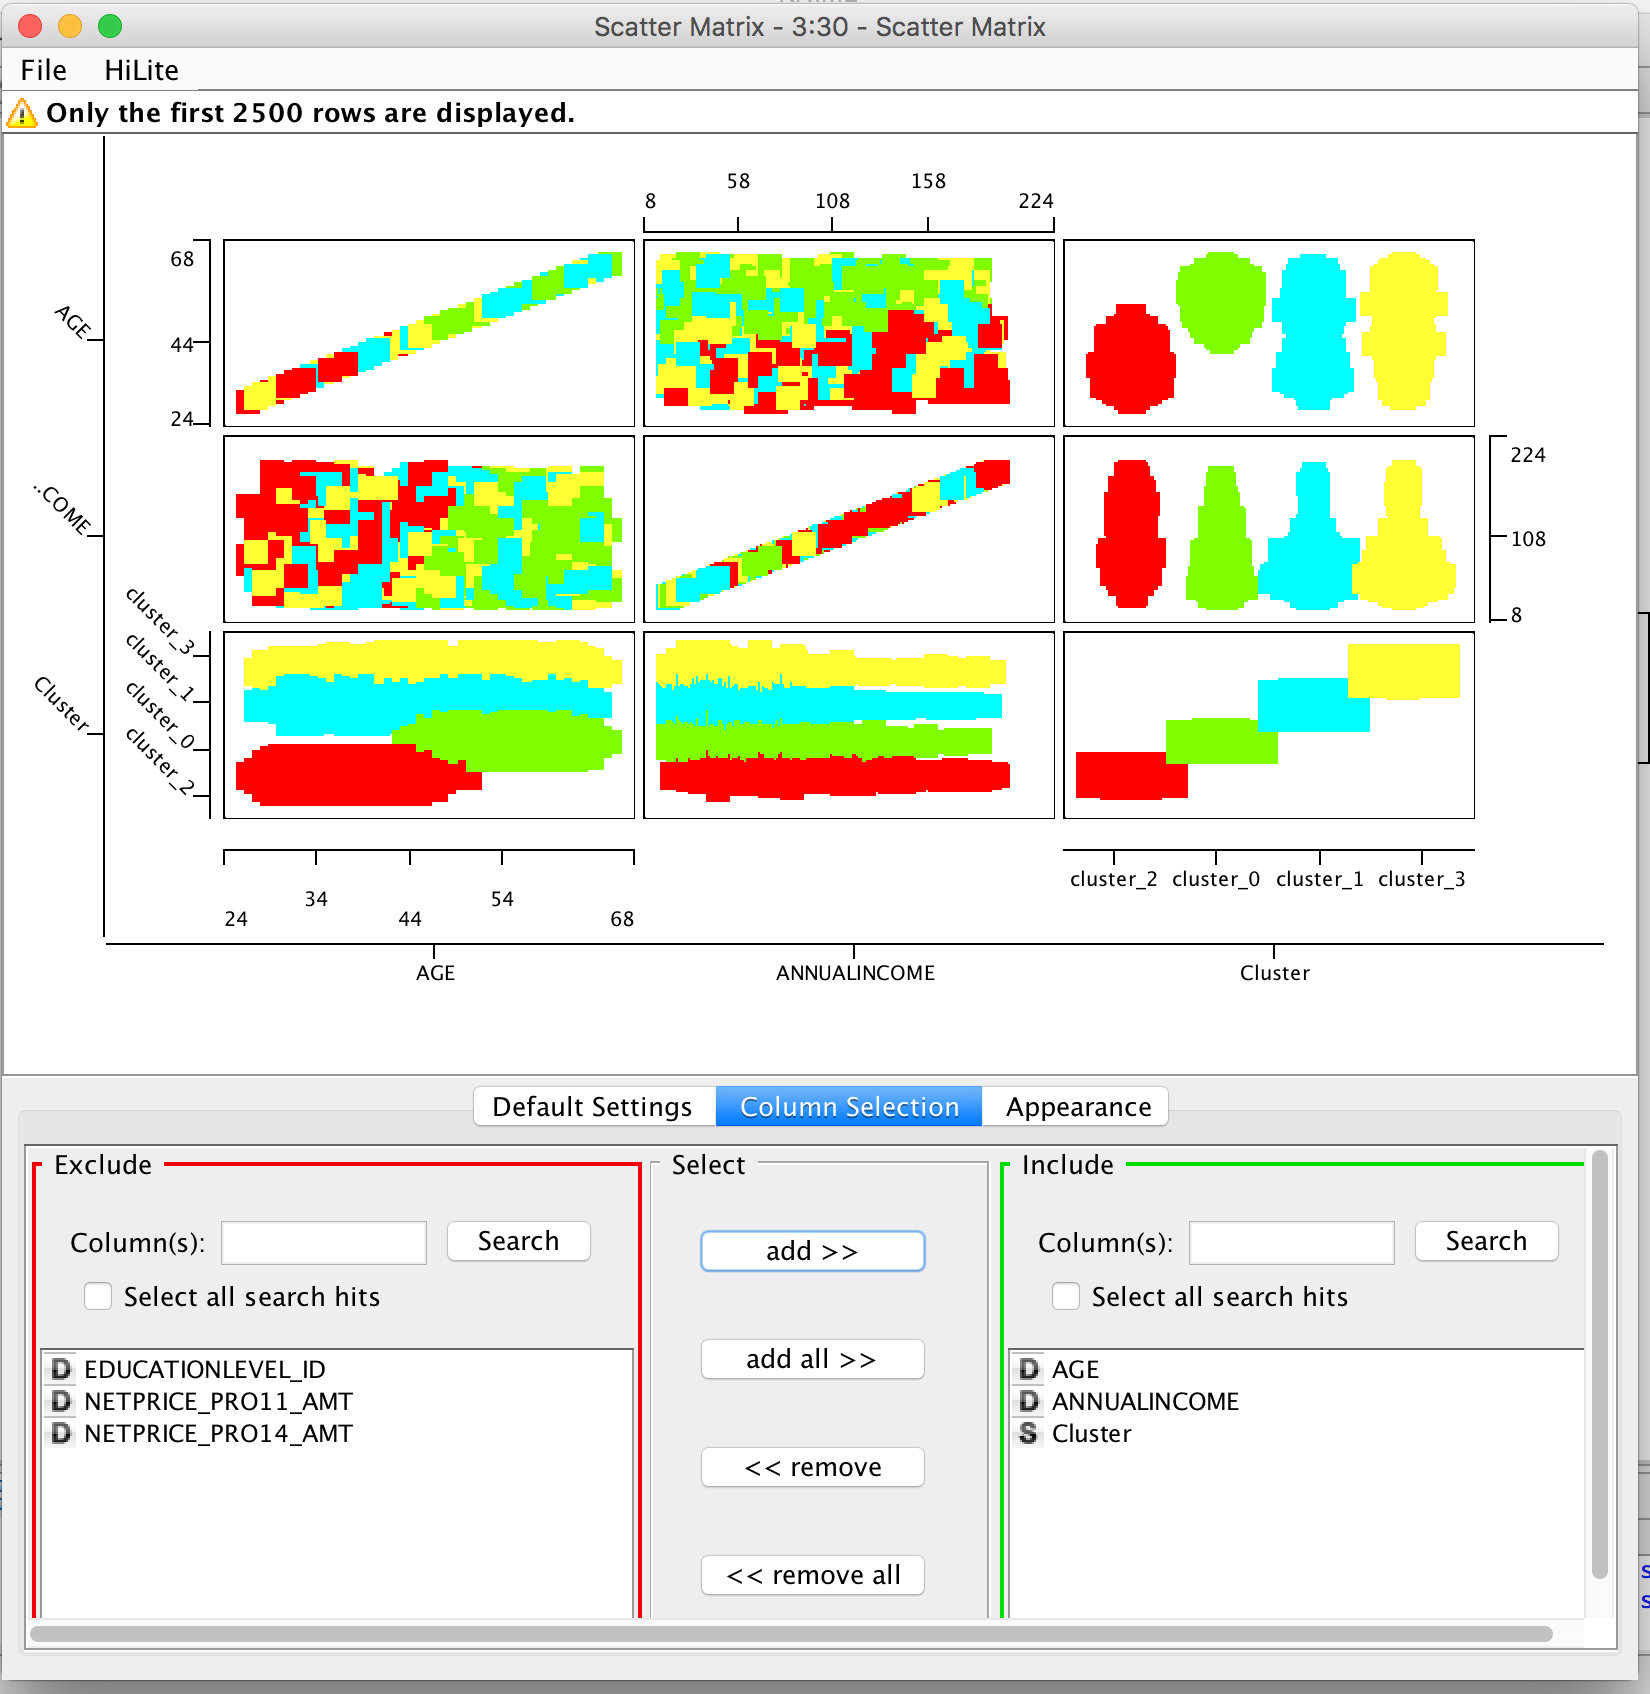 Scatter Matrix - 3:30 - Scatter Matrix
File HiLite
Only the first 2500 rows are displayed.
58 158
8 108 224
68
AGE
44
24
..COME
224
108
8
cluster_3
cluster_1
cluster_0
cluster_2
Cluster
cluster_2 cluster_0 cluster_1 cluster_3
34 54
24 44 68
AGE ANNUALINCOME Cluster
Default Settings Column Selection Appearance
Exclude Select Include
Column(s): Search add >> Column(s): Search
Select all search hits Select all search hits
add all >>
D EDUCATIONLEVEL_ID D AGE
D NETPRICE_PRO11_AMT D ANNUALINCOME
D NETPRICE_PRO14_AMT S Cluster
<< remove
<< remove all